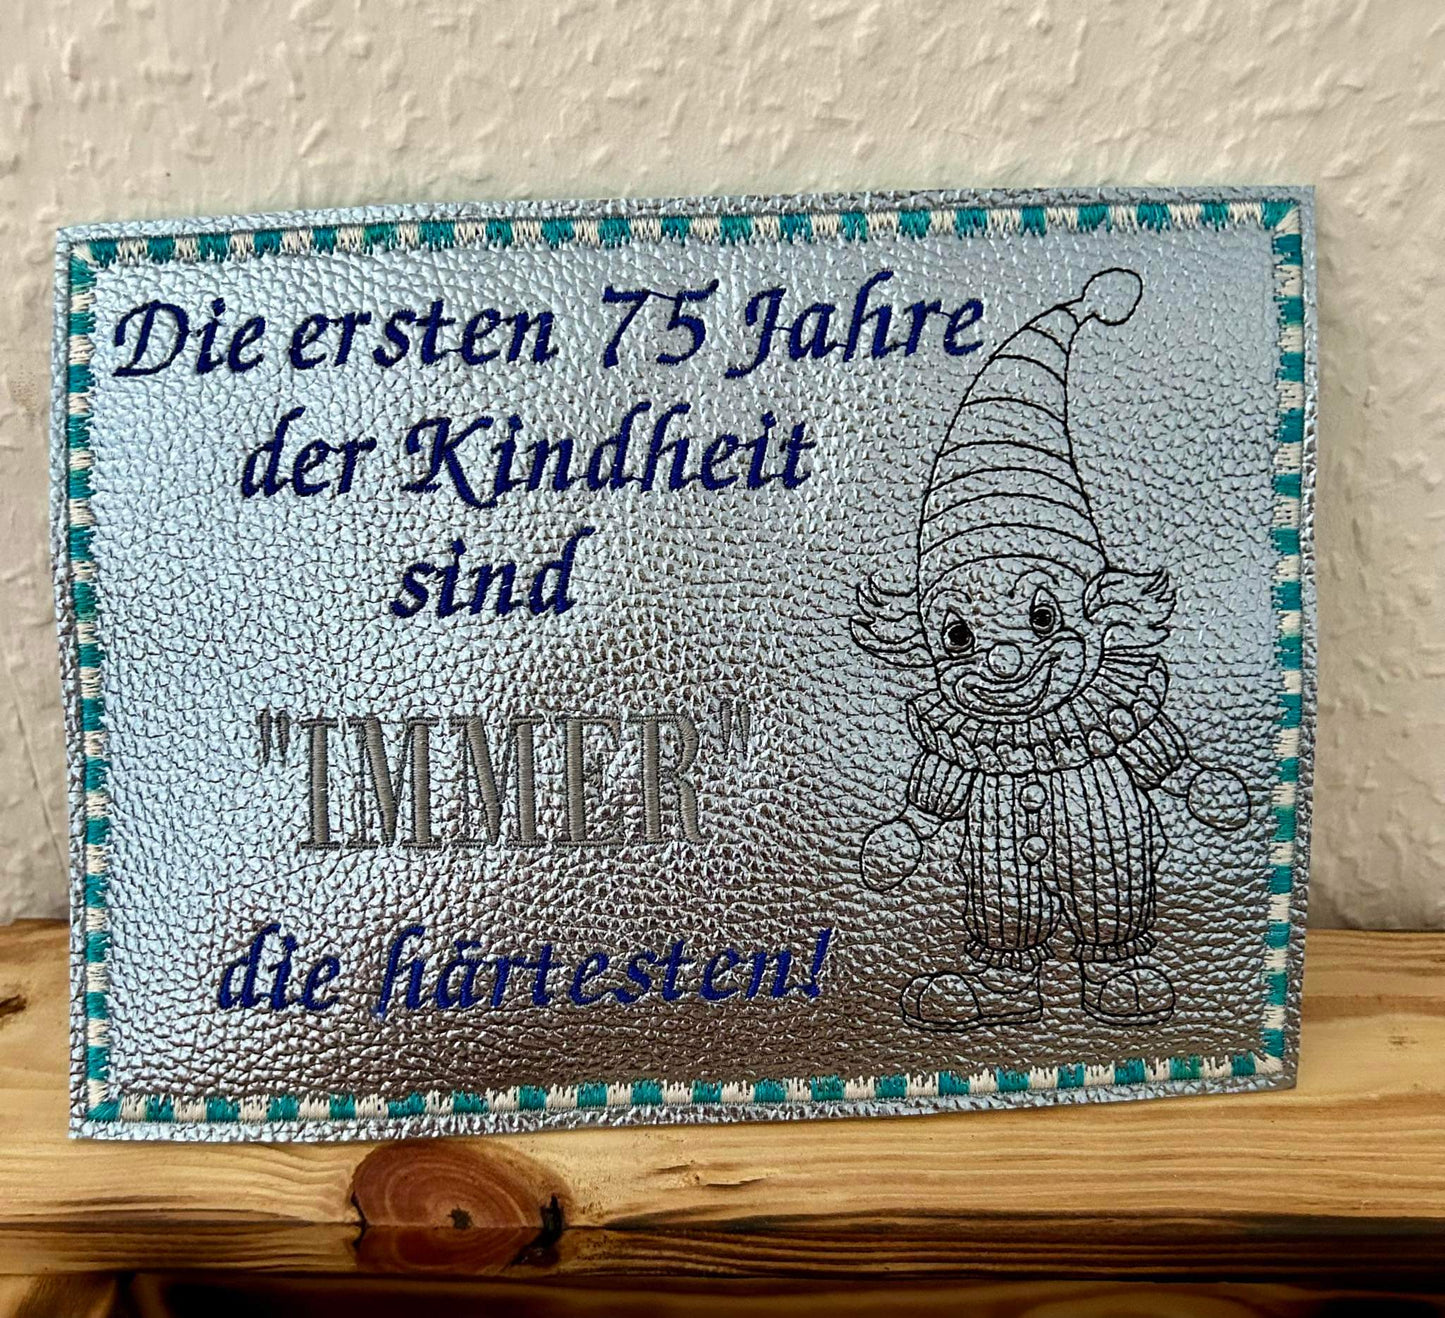 Die ersten 75 Jahre
der Kindheit
sind
"IMMER"
die härtesten!